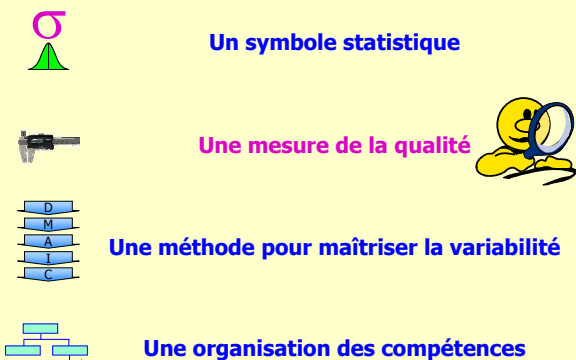 σ
Un symbole statistique
Une mesure de la qualité
D
M
A
I
C
Une méthode pour maîtriser la variabilité
Une organisation des compétences